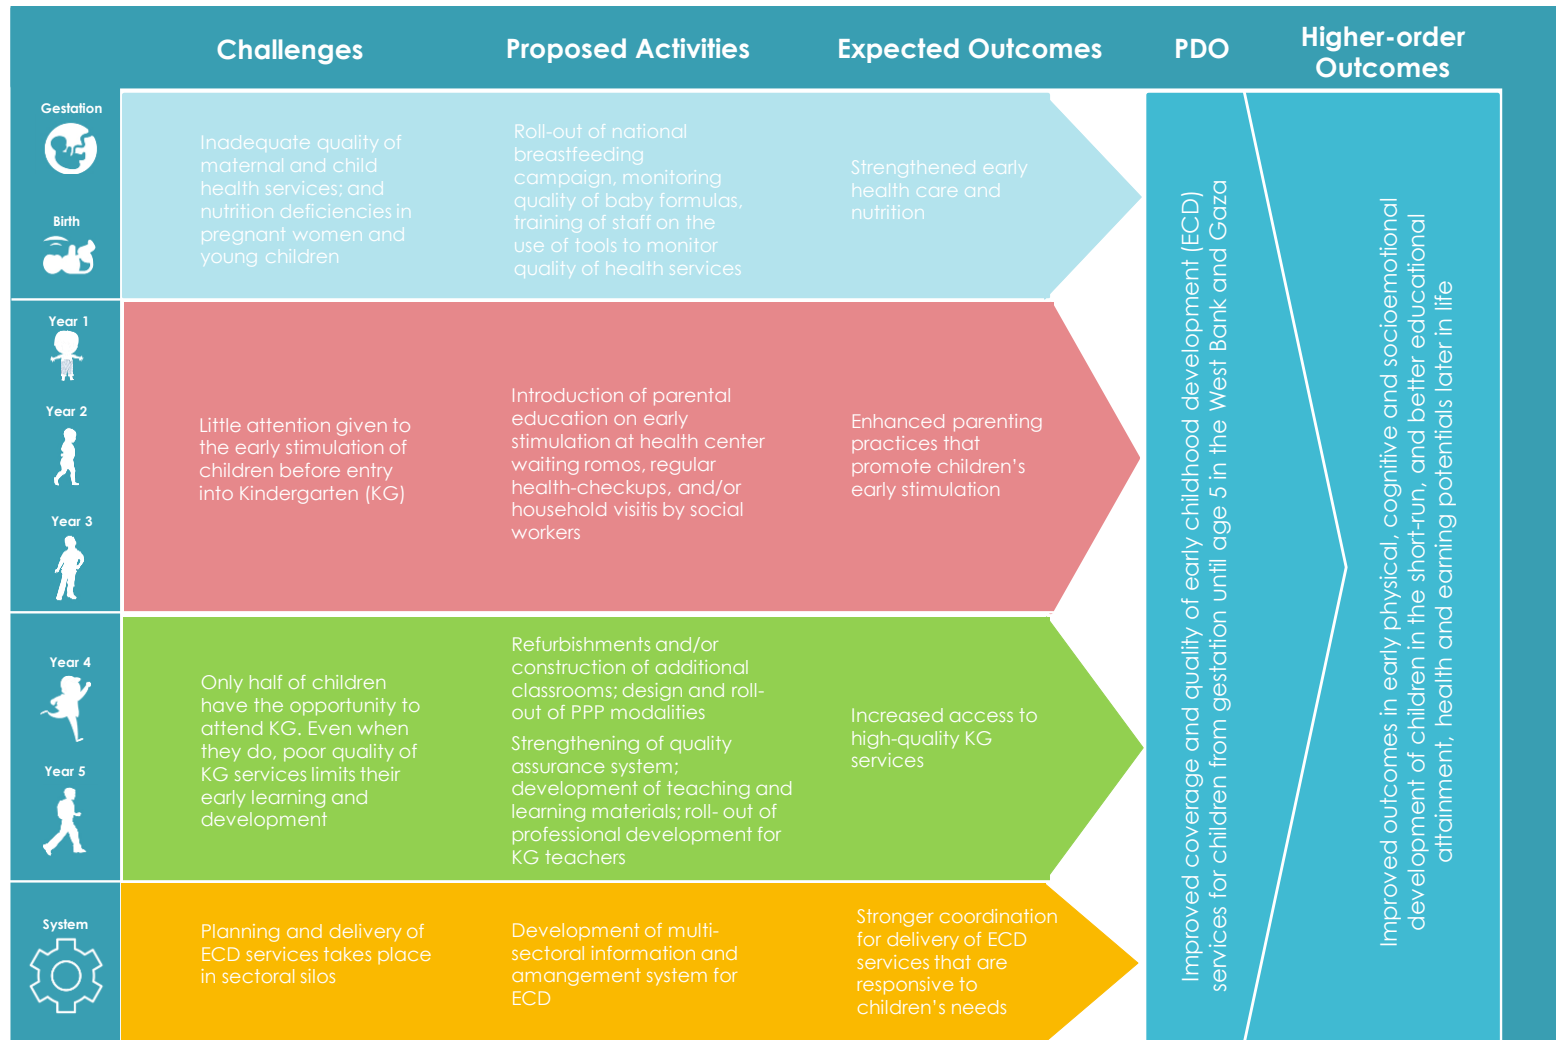 Challenges
Proposed Activities
Expected Outcomes
PDO
Higher-order
Outcomes
Gestation
Birth
Inadequate quality of
maternal and child
health services; and
nutrition deficiencies in
pregnant women and
young children
Roll-out of national
breastfeeding
campaign, monitoring
quality of baby formulas,
training of staff on the
use of tools to monitor
quality of health services
Strengthened early
health care and
nutrition
Year 1
Year 2
Year 3
Little attention given to
the early stimulation of
children before entry
into Kindergarten (KG)
Introduction of parental
education on early
stimulation at health center
waiting romos, regular
health-checkups, and/or
household visitis by social
workers
Enhanced parenting
practices that
promote children's
early stimulation
Year 4
Year 5
Only half of children
have the opportunity to
attend KG. Even when
they do, poor quality of
KG services limits their
early learning and
development
Refurbishments and/or
construction of additional
classrooms; design and roll-
out of PPP modalities
Strengthening of quality
assurance system;
development of teaching and
learning materials; roll- out of
professional development for
KG teachers
Increased access to
high-quality KG
services
System
Planning and delivery of
ECD services takes place
in sectoral silos
Development of multi-
sectoral information and
amangement system for
ECD
Stronger coordination
for delivery of ECD
services that are
responsive to
children's needs
Improved coverage and quality of early childhood development (ECD)
services for children from gestation until age 5 in the West Bank and Gaza
Improved outcomes in early physical, cognitive and socioemotional
development of children in the short-run, and better educational
attainment, health and earning potentials later in life